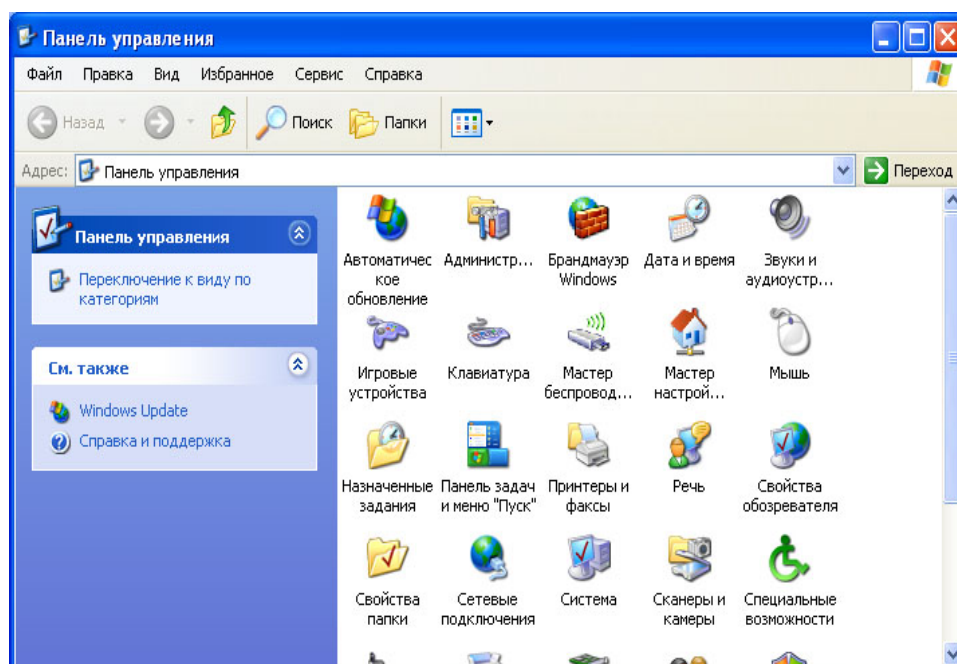 Панель управления
Файл Правка Вид Избранное Сервис Справка
Назад Поиск Папки
Адрес: Панель управления Переход
Панель управления
Переключение к виду по
категориям
См. также
Windows Update
Справка и поддержка
Автоматичес
кое
обновление
Администр...
Брандмауэр
Windows
Дата и время
Звуки и
аудиоустр...
Игровые
устройства
Клавиатура
Мастер
беспровод...
Мастер
настрой...
Мышь
Назначенные
задания
Панель задач
и меню "Пуск"
Принтеры и
факсы
Речь
Свойства
обозревателя
Свойства
папки
Сетевые
подключения
Система
Сканеры и
камеры
Специальные
возможности